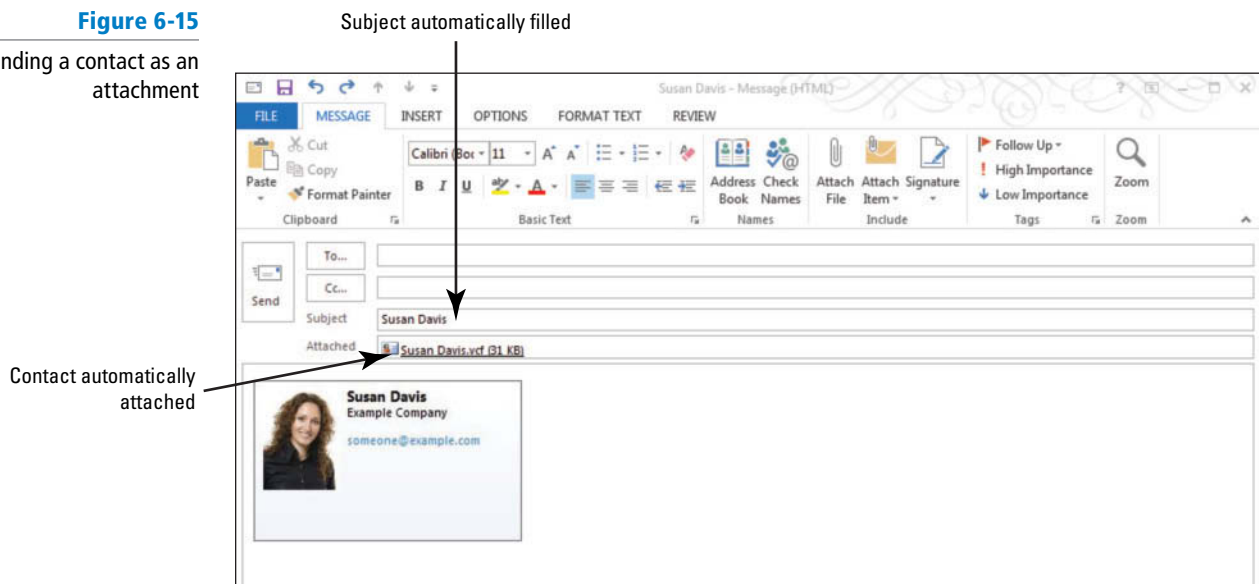 Figure 6-15
Subject automatically filled
nding a contact as an
attachment
Susan Davis - Message (HTML)
?
FILE MESSAGE INSERT OPTIONS FORMAT TEXT REVIEW
Cut
Copy
Format Painter
Paste
Clipboard
Calibri (Boc 11 A A
B I U A
Basic Text
Address Book
Check Names
Names
Attach File
Attach Item
Signature
Include
Follow Up
High Importance
Low Importance
Tags
Zoom
Zoom
Send
To...
Cc...
Subject Susan Davis
Attached Susan Davis.vcf (31 KB)
Contact automatically
attached
Susan Davis
Example Company
someone@example.com